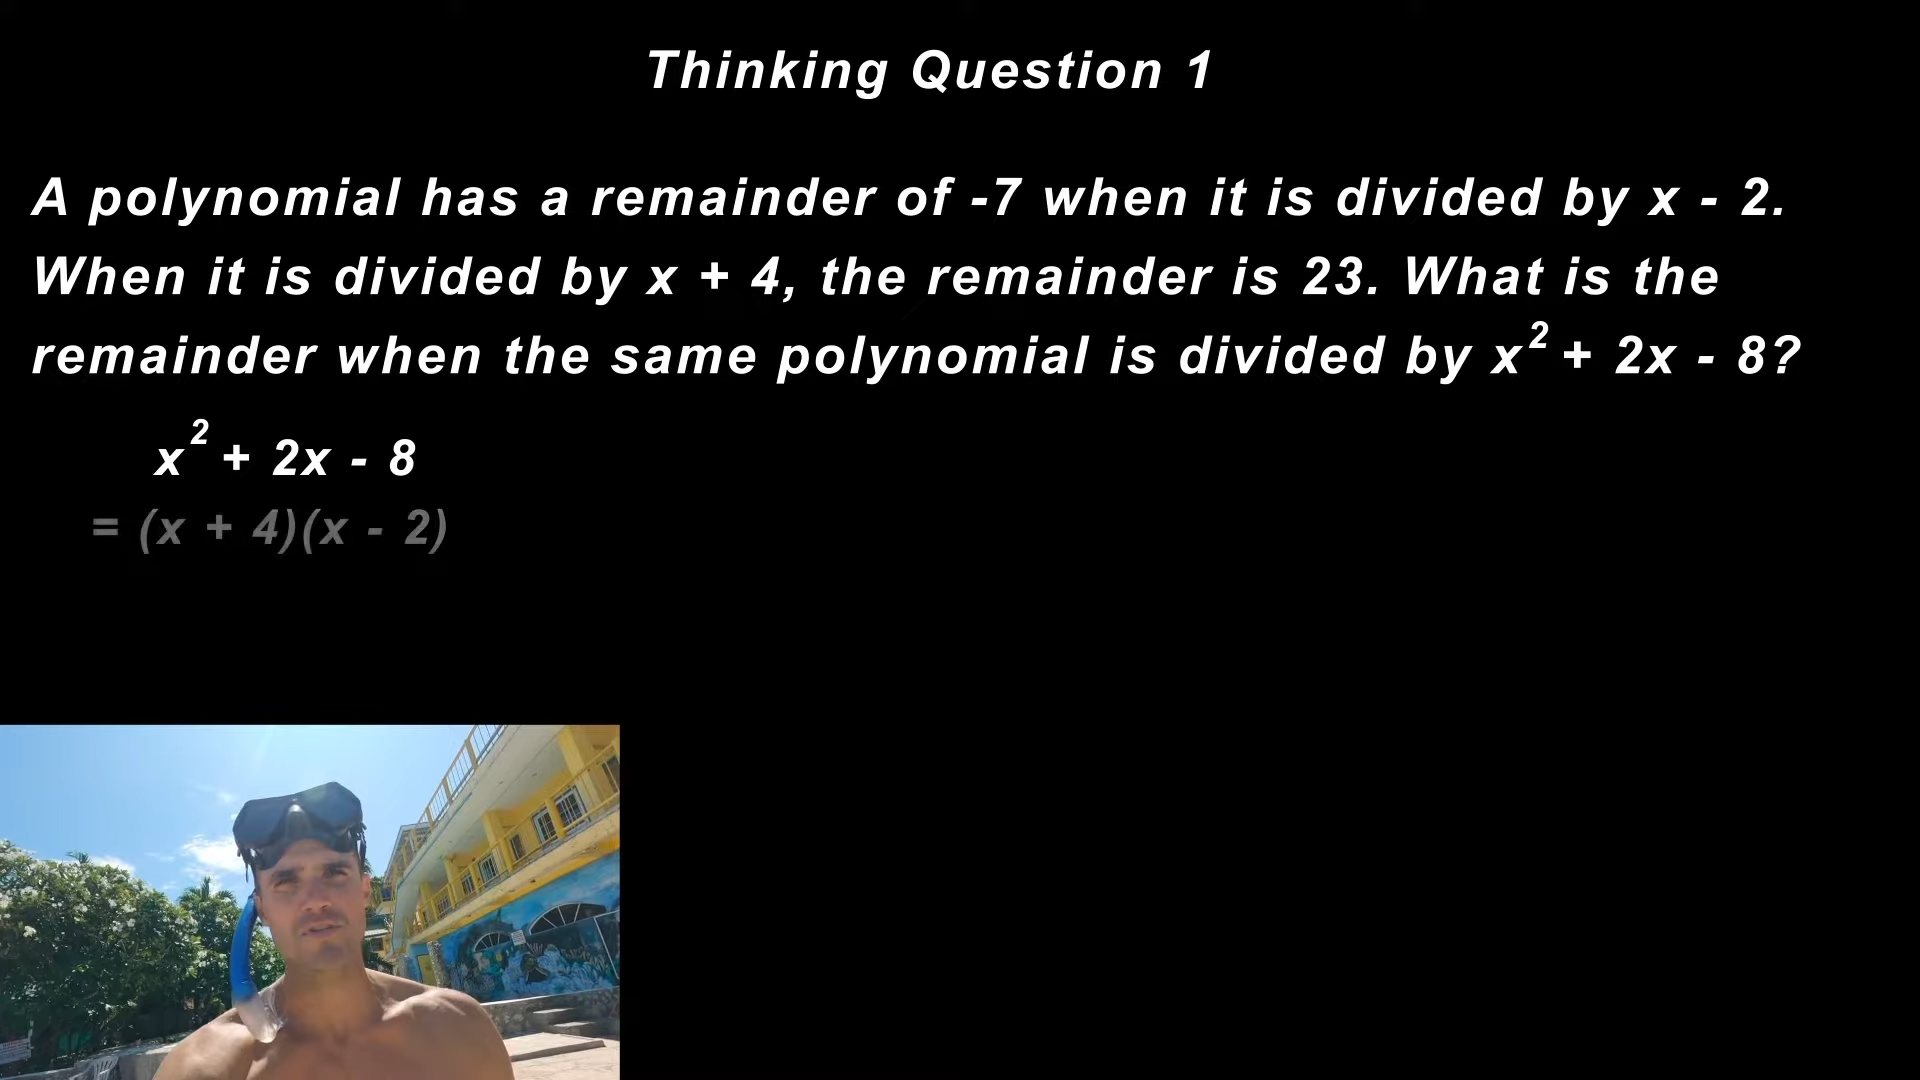 Thinking Question 1
A polynomial has a remainder of -7 when it is divided by x - 2.
When it is divided by x + 4, the remainder is 23. What is the
remainder when the same polynomial is divided by x² + 2x - 8?
x² + 2x - 8
= (x + 4)(x - 2)